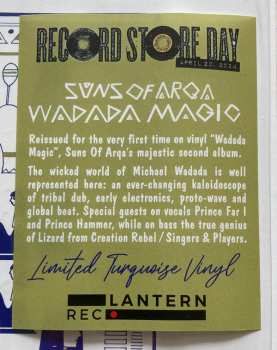 RECORD STORE DAY
SUNS OF ARQA
WADADA MAGIC
Reissued for the very first time on vinyl "Wadada
Magic", Suns Of Arqa's majestic second album.
The wicked world of Michael Wadada is well
represented here: an ever-changing kaleidoscope
of tribal dub, early electronics, proto-wave and
global beat. Special guests on vocals Prince Far I
and Prince Hammer, while on bass the true genius
of Lizard from Creation Rebel / Singers & Players.
Limited Turquoise Vinyl
LANTERN
REC